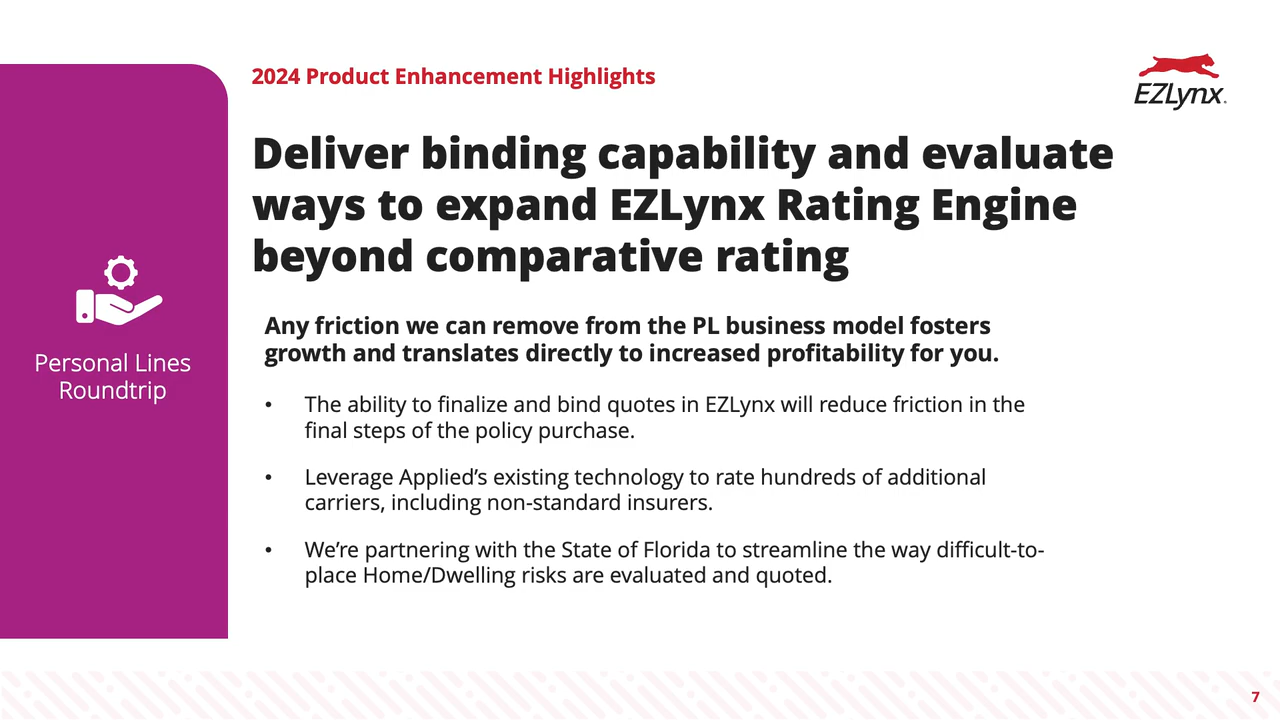 2024 Product Enhancement Highlights
EZLynx
Deliver binding capability and evaluate
ways to expand EZLynx Rating Engine
beyond comparative rating
Personal Lines
Roundtrip
Any friction we can remove from the PL business model fosters
growth and translates directly to increased profitability for you.
• The ability to finalize and bind quotes in EZLynx will reduce friction in the
final steps of the policy purchase.
• Leverage Applied’s existing technology to rate hundreds of additional
carriers, including non-standard insurers.
• We’re partnering with the State of Florida to streamline the way difficult-to-
place Home/Dwelling risks are evaluated and quoted.
7